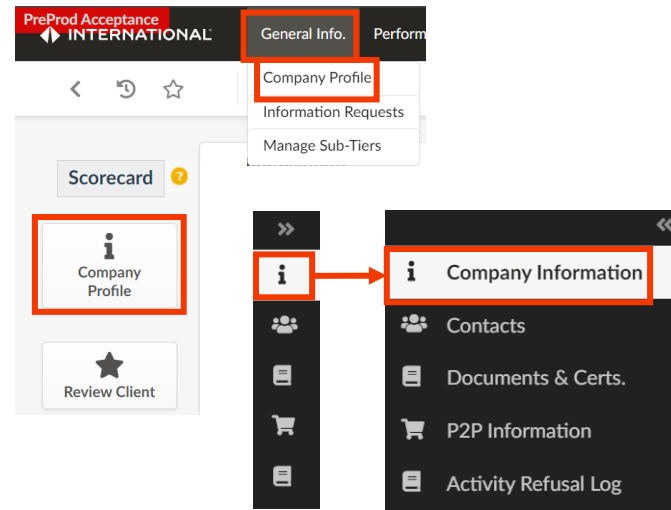 PreProd Acceptance
INTERNATIONAL
General Info.
Perform
Company Profile
Information Requests
Manage Sub-Tiers
Scorecard ?
Company
Profile
Review Client
Company Information
Contacts
Documents & Certs.
P2P Information
Activity Refusal Log